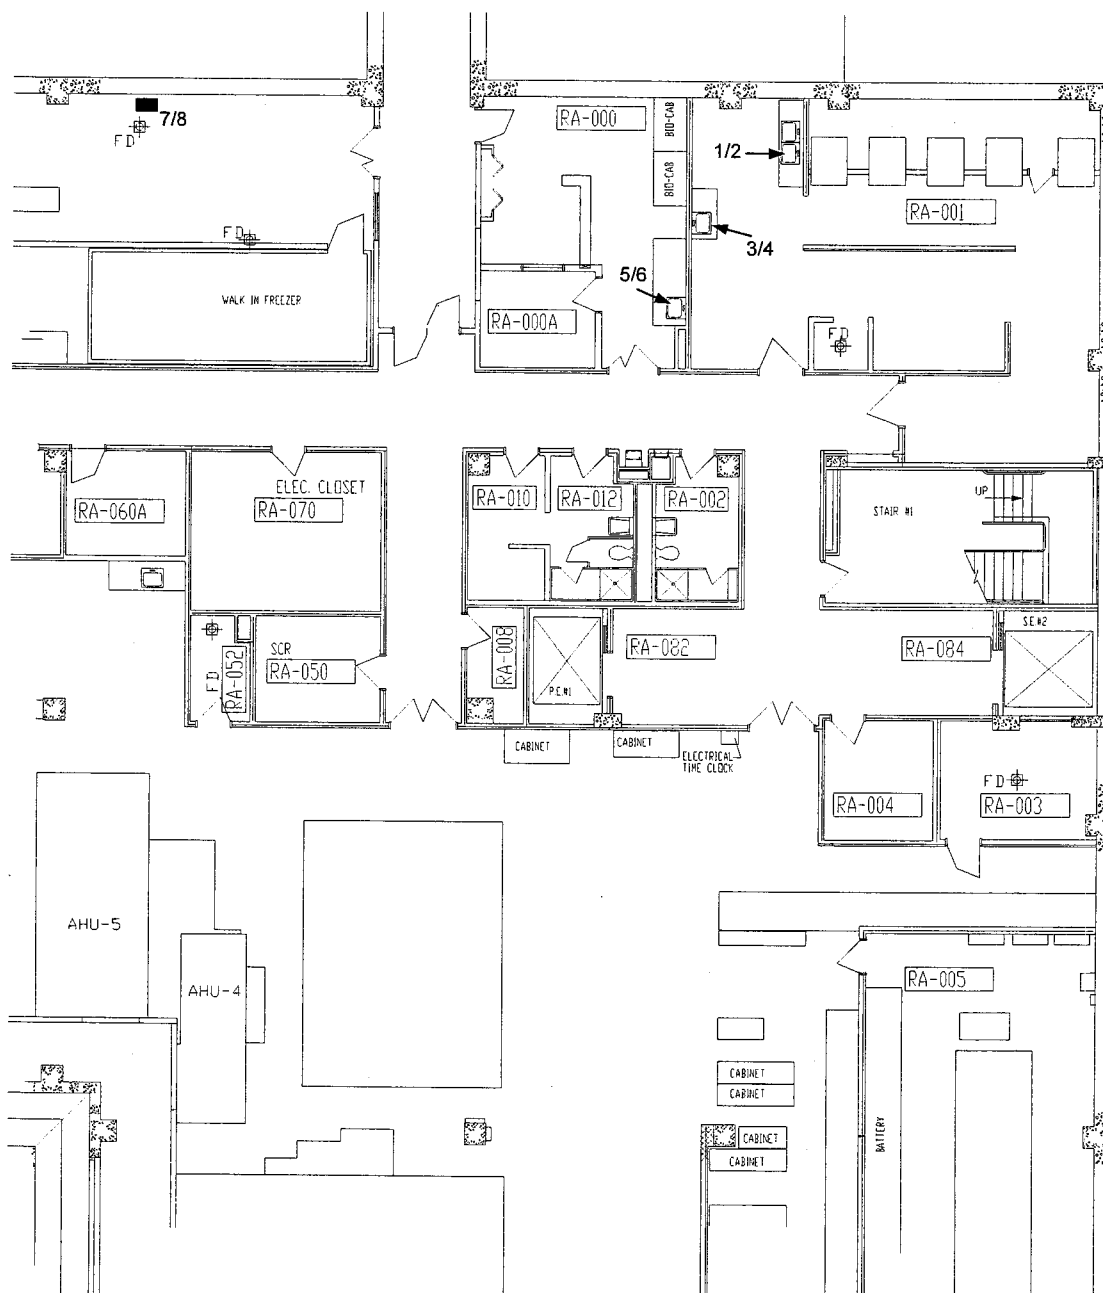 7/8
FD
RA-000
BIO-CAB
BIO-CAB
1/2
RA-001
3/4
FD
5/6
WALK IN FREEZER
RA-000A
FD
ELEC. CLOSET
RA-060A
RA-070
RA-010
RA-012
RA-002
UP
STAIR #1
SCR
RA-050
RA-052
FD
RA-008
P.E.#1
RA-082
RA-084
S.E.#2
CABINET
CABINET
ELECTRICAL
TIME CLOCK
FD
RA-004
RA-003
AHU-5
AHU-4
RA-005
CABINET
CABINET
CABINET
CABINET
BATTERY